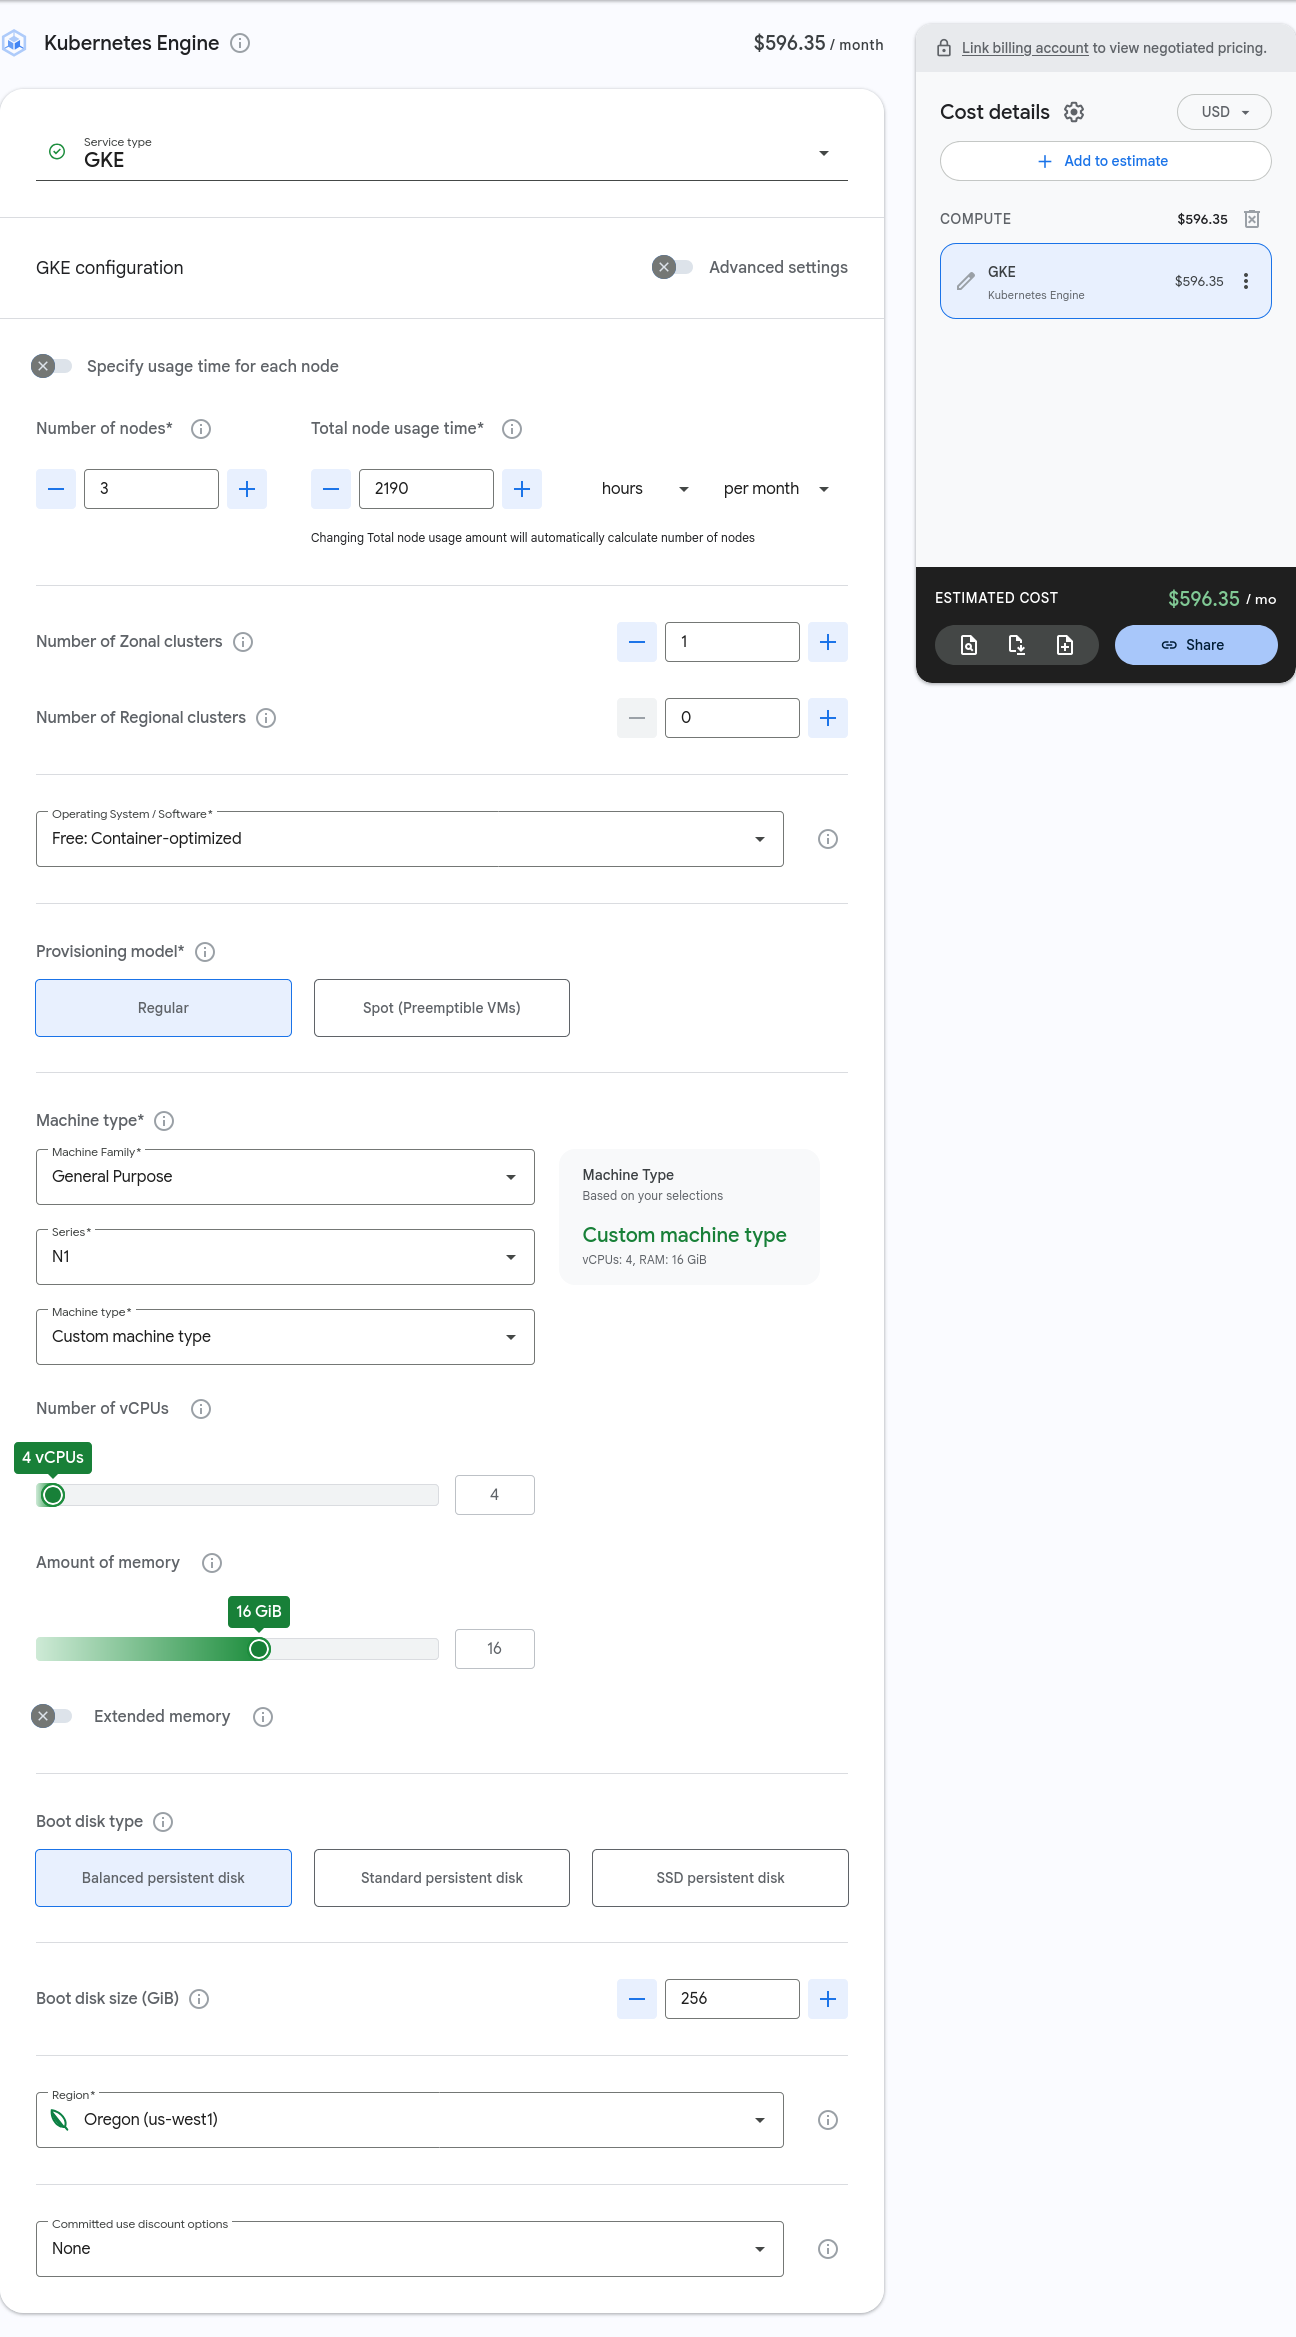 Kubernetes Engine
$596.35 / month
Service type
GKE
GKE configuration
Advanced settings
Specify usage time for each node
Number of nodes*
Total node usage time*
3
2190
hours
per month
Changing Total node usage amount will automatically calculate number of nodes
Number of Zonal clusters
1
Number of Regional clusters
0
Operating System / Software*
Free: Container-optimized
Provisioning model*
Regular
Spot (Preemptible VMs)
Machine type*
Machine Family*
General Purpose
Series*
N1
Machine type*
Custom machine type
Machine Type
Based on your selections
Custom machine type
vCPUs: 4, RAM: 16 GiB
Number of vCPUs
4 vCPUs
4
Amount of memory
16 GiB
16
Extended memory
Boot disk type
Balanced persistent disk
Standard persistent disk
SSD persistent disk
Boot disk size (GiB)
256
Region*
Oregon (us-west1)
Committed use discount options
None
Link billing account to view negotiated pricing.
Cost details
USD
Add to estimate
COMPUTE
$596.35
GKE
Kubernetes Engine
$596.35
ESTIMATED COST
$596.35 / mo
Share